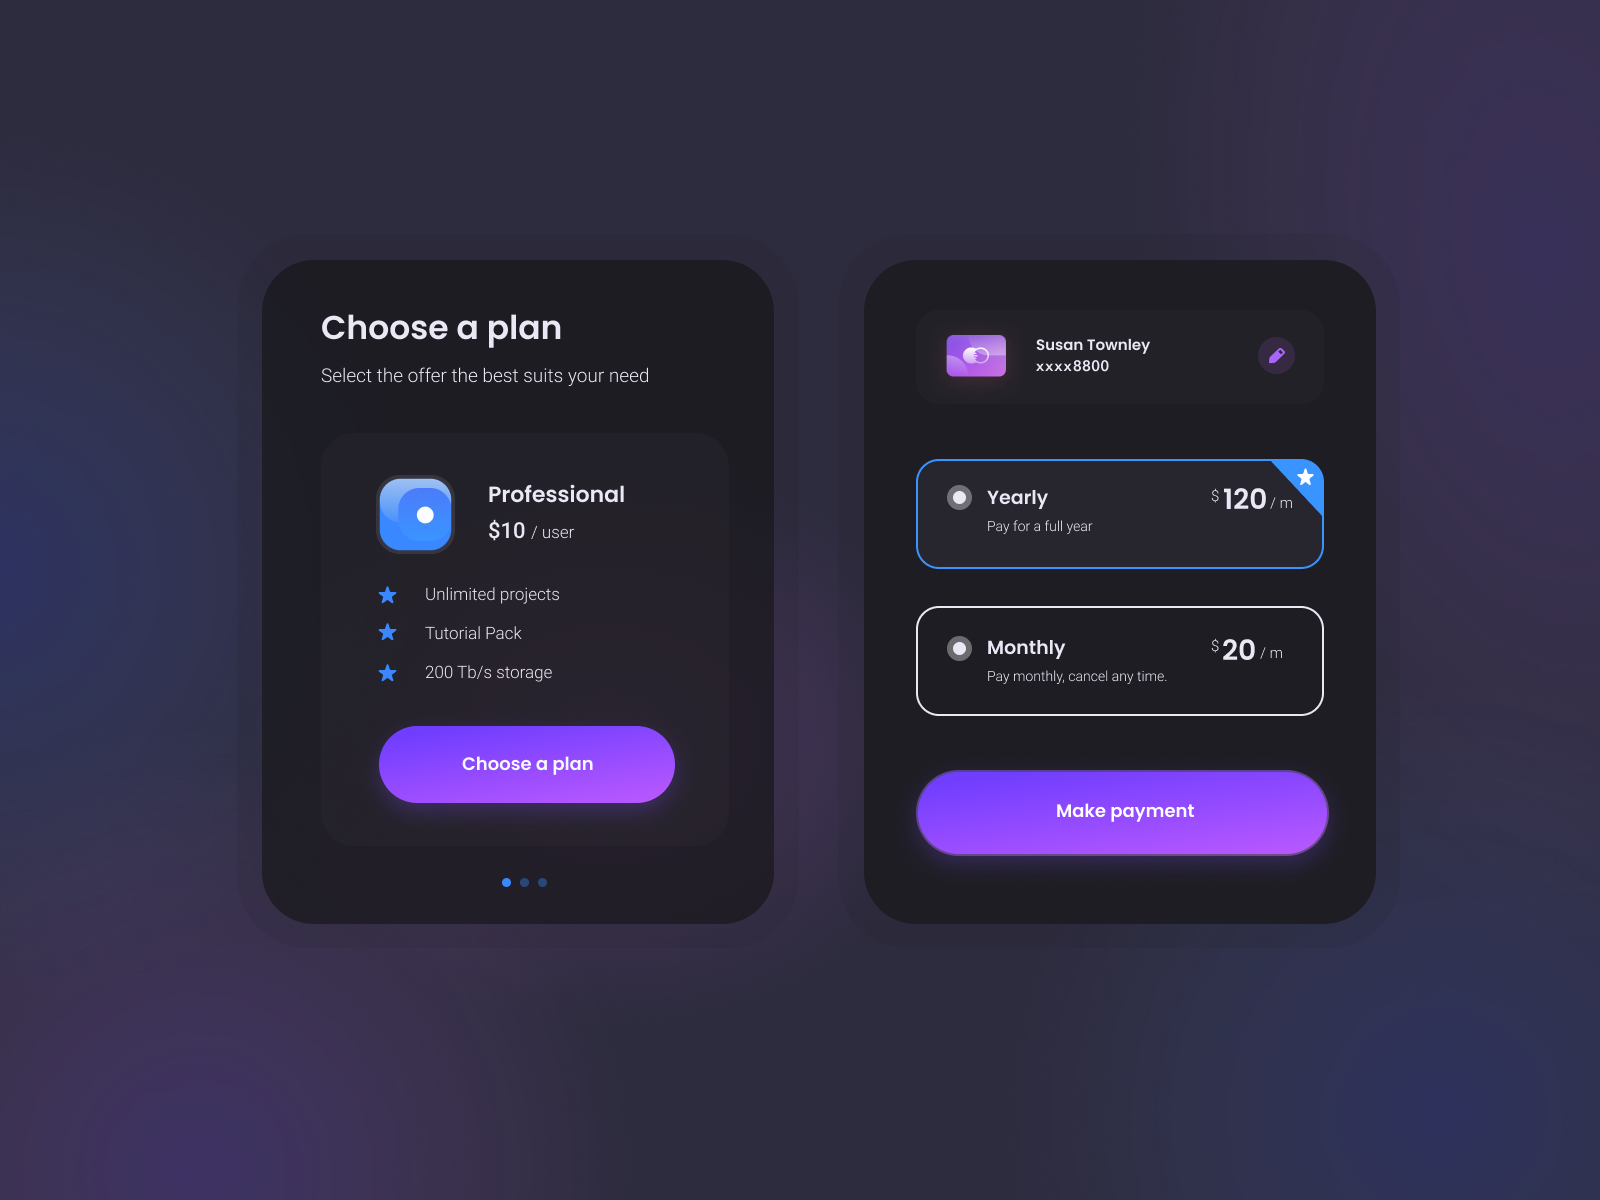 Choose a plan
Select the offer the best suits your need
Professional
$10 / user
Unlimited projects
Tutorial Pack
200 Tb/s storage
Choose a plan
Susan Townley
xxxx8800
Yearly
$120 / m
Pay for a full year
Monthly
$20 / m
Pay monthly, cancel any time.
Make payment